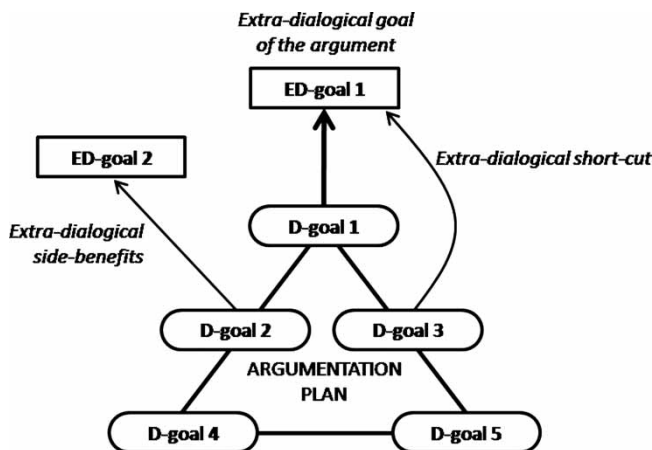 Extra-dialogical goal
of the argument
ED-goal 1
ED-goal 2
Extra-dialogical short-cut
D-goal 1
Extra-dialogical
side-benefits
D-goal 2
D-goal 3
ARGUMENTATION
PLAN
D-goal 4
D-goal 5